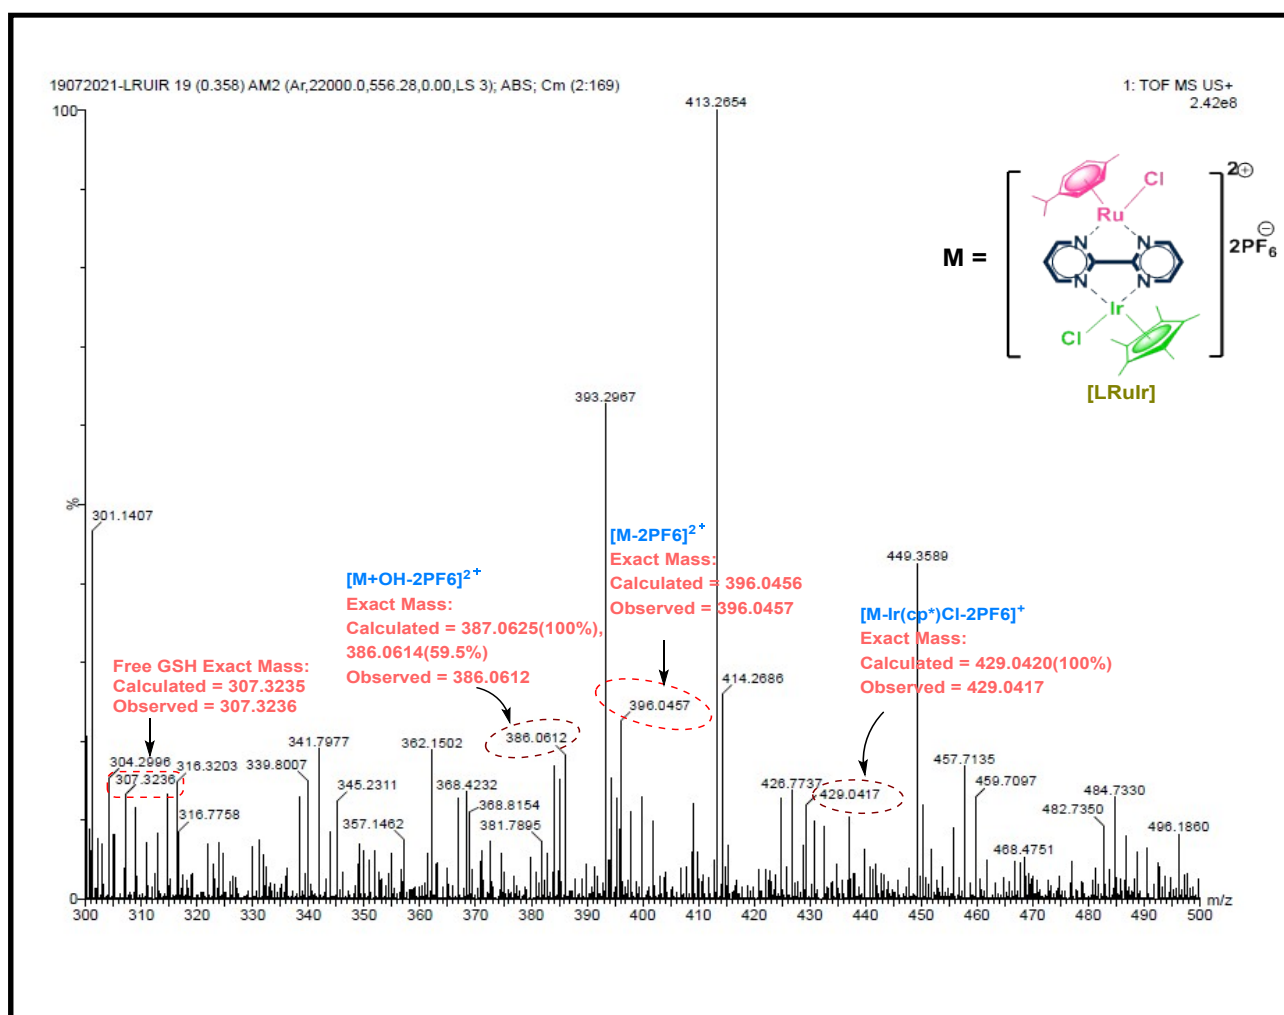 19072021-LRUIR 19 (0.358) AM2 (Ar,22000.0,556.28,0.00,LS 3); ABS; Cm (2:169)
1: TOF MS US+
2.42e8
100
%
0
413.2654
393.2967
301.1407
449.3589
414.2686
304.2996
307.3236
316.3203
316.7758
339.8007
341.7977
345.2311
357.1462
362.1502
368.4232
368.8154
381.7895
386.0612
396.0457
426.7737
429.0417
457.7135
459.7097
468.4751
482.7350
484.7330
496.1860
Free GSH Exact Mass:
Calculated = 307.3235
Observed = 307.3236
[M+OH-2PF6]2+
Exact Mass:
Calculated = 387.0625(100%),
386.0614(59.5%)
Observed = 386.0612
[M-2PF6]2+
Exact Mass:
Calculated = 396.0456
Observed = 396.0457
[M-Ir(cp*)Cl-2PF6]+
Exact Mass:
Calculated = 429.0420(100%)
Observed = 429.0417
M =
Cl
Ru
N N
N N
Ir
Cl
2+
2PF6-
[LRuIr]
300 310 320 330 340 350 360 370 380 390 400 410 420 430 440 450 460 470 480 490 500
m/z